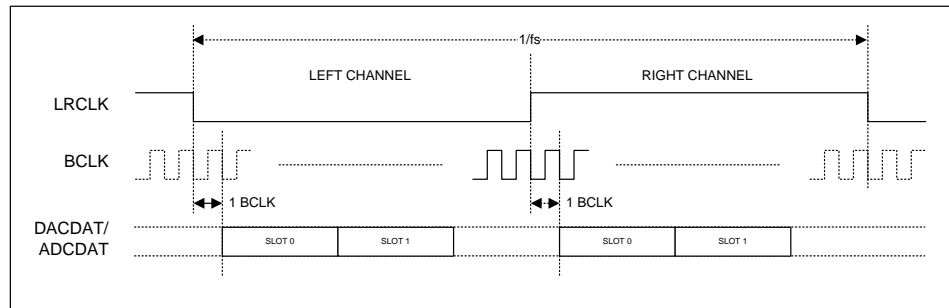 1/fs
LEFT CHANNEL RIGHT CHANNEL
LRCLK
BCLK
1 BCLK 1 BCLK
DACDAT/
ADCDAT
SLOT 0 SLOT 1 SLOT 0 SLOT 1